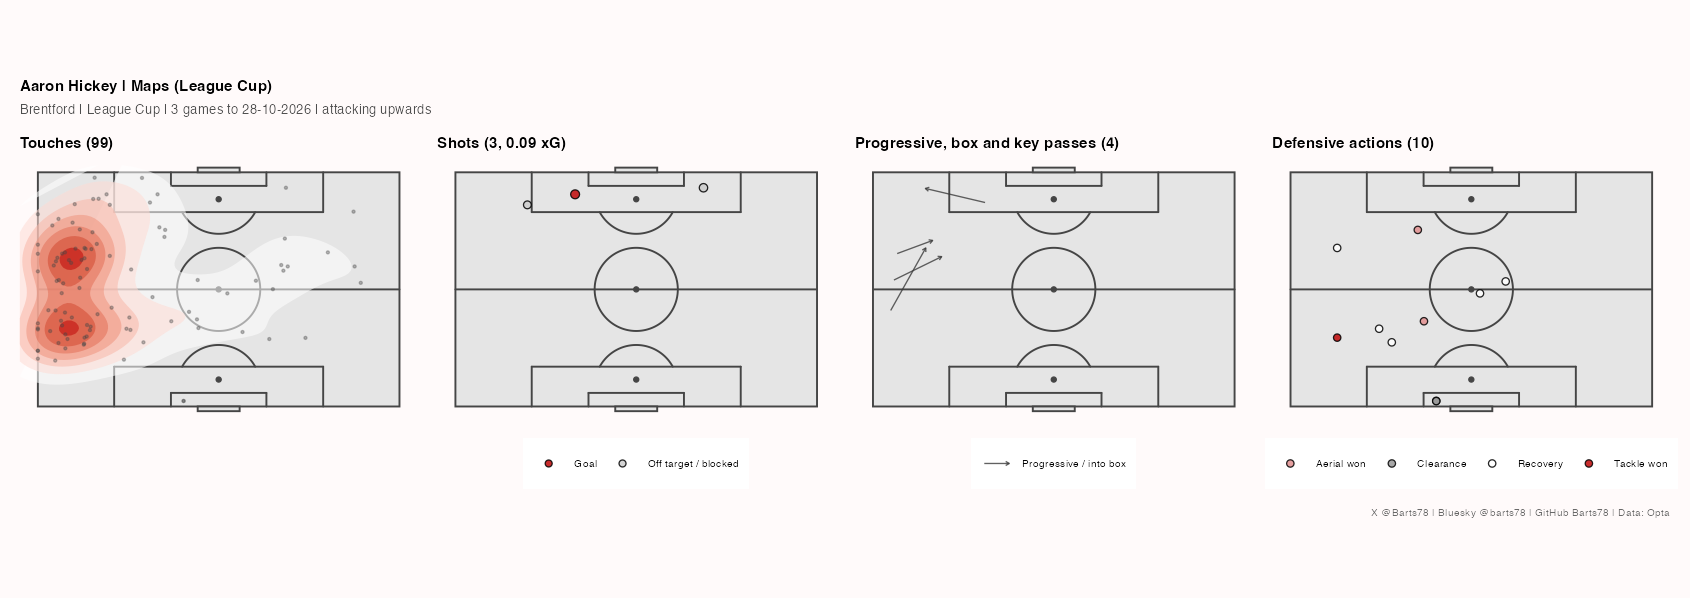 Aaron Hickey | Maps (League Cup)
Brentford | League Cup | 3 games to 28-10-2026 | attacking upwards
Touches (99)
Shots (3, 0.09 xG)
Progressive, box and key passes (4)
Defensive actions (10)
Goal
Off target / blocked
Progressive / into box
Aerial won
Clearance
Recovery
Tackle won
X @Barts78 | Bluesky @barts78 | GitHub Barts78 | Data: Opta